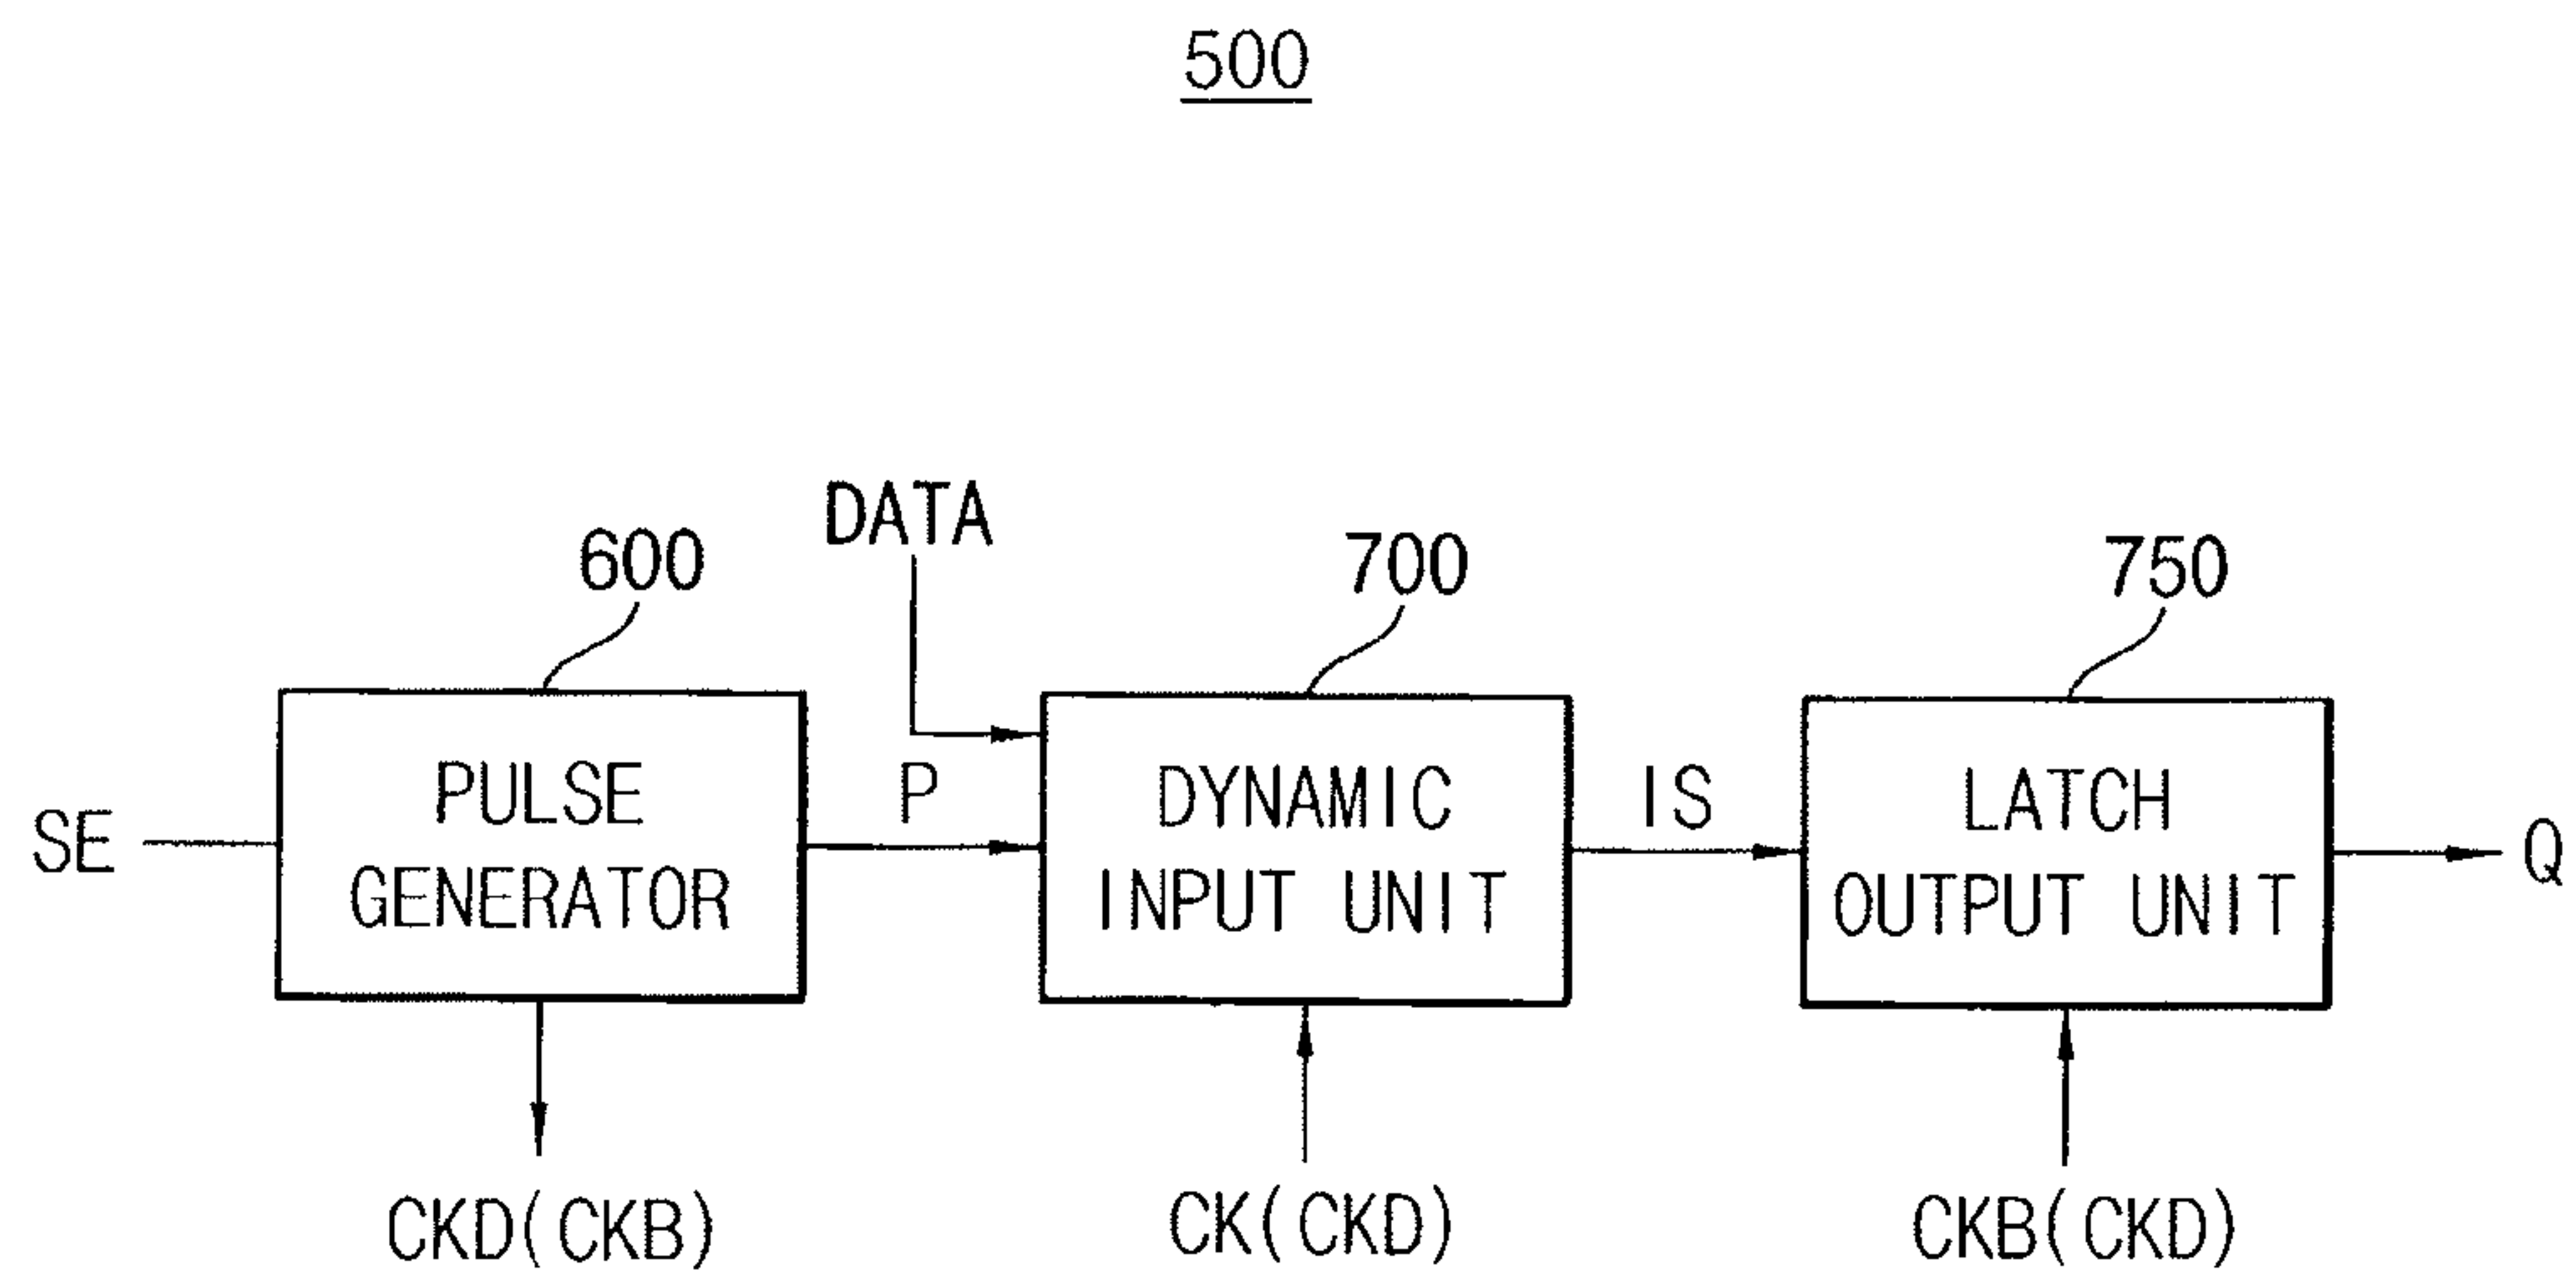 500
DATA
600
700
750
SE
PULSE
GENERATOR
P
DYNAMIC
INPUT UNIT
IS
LATCH
OUTPUT UNIT
Q
CKD(CKB)
CK(CKD)
CKB(CKD)